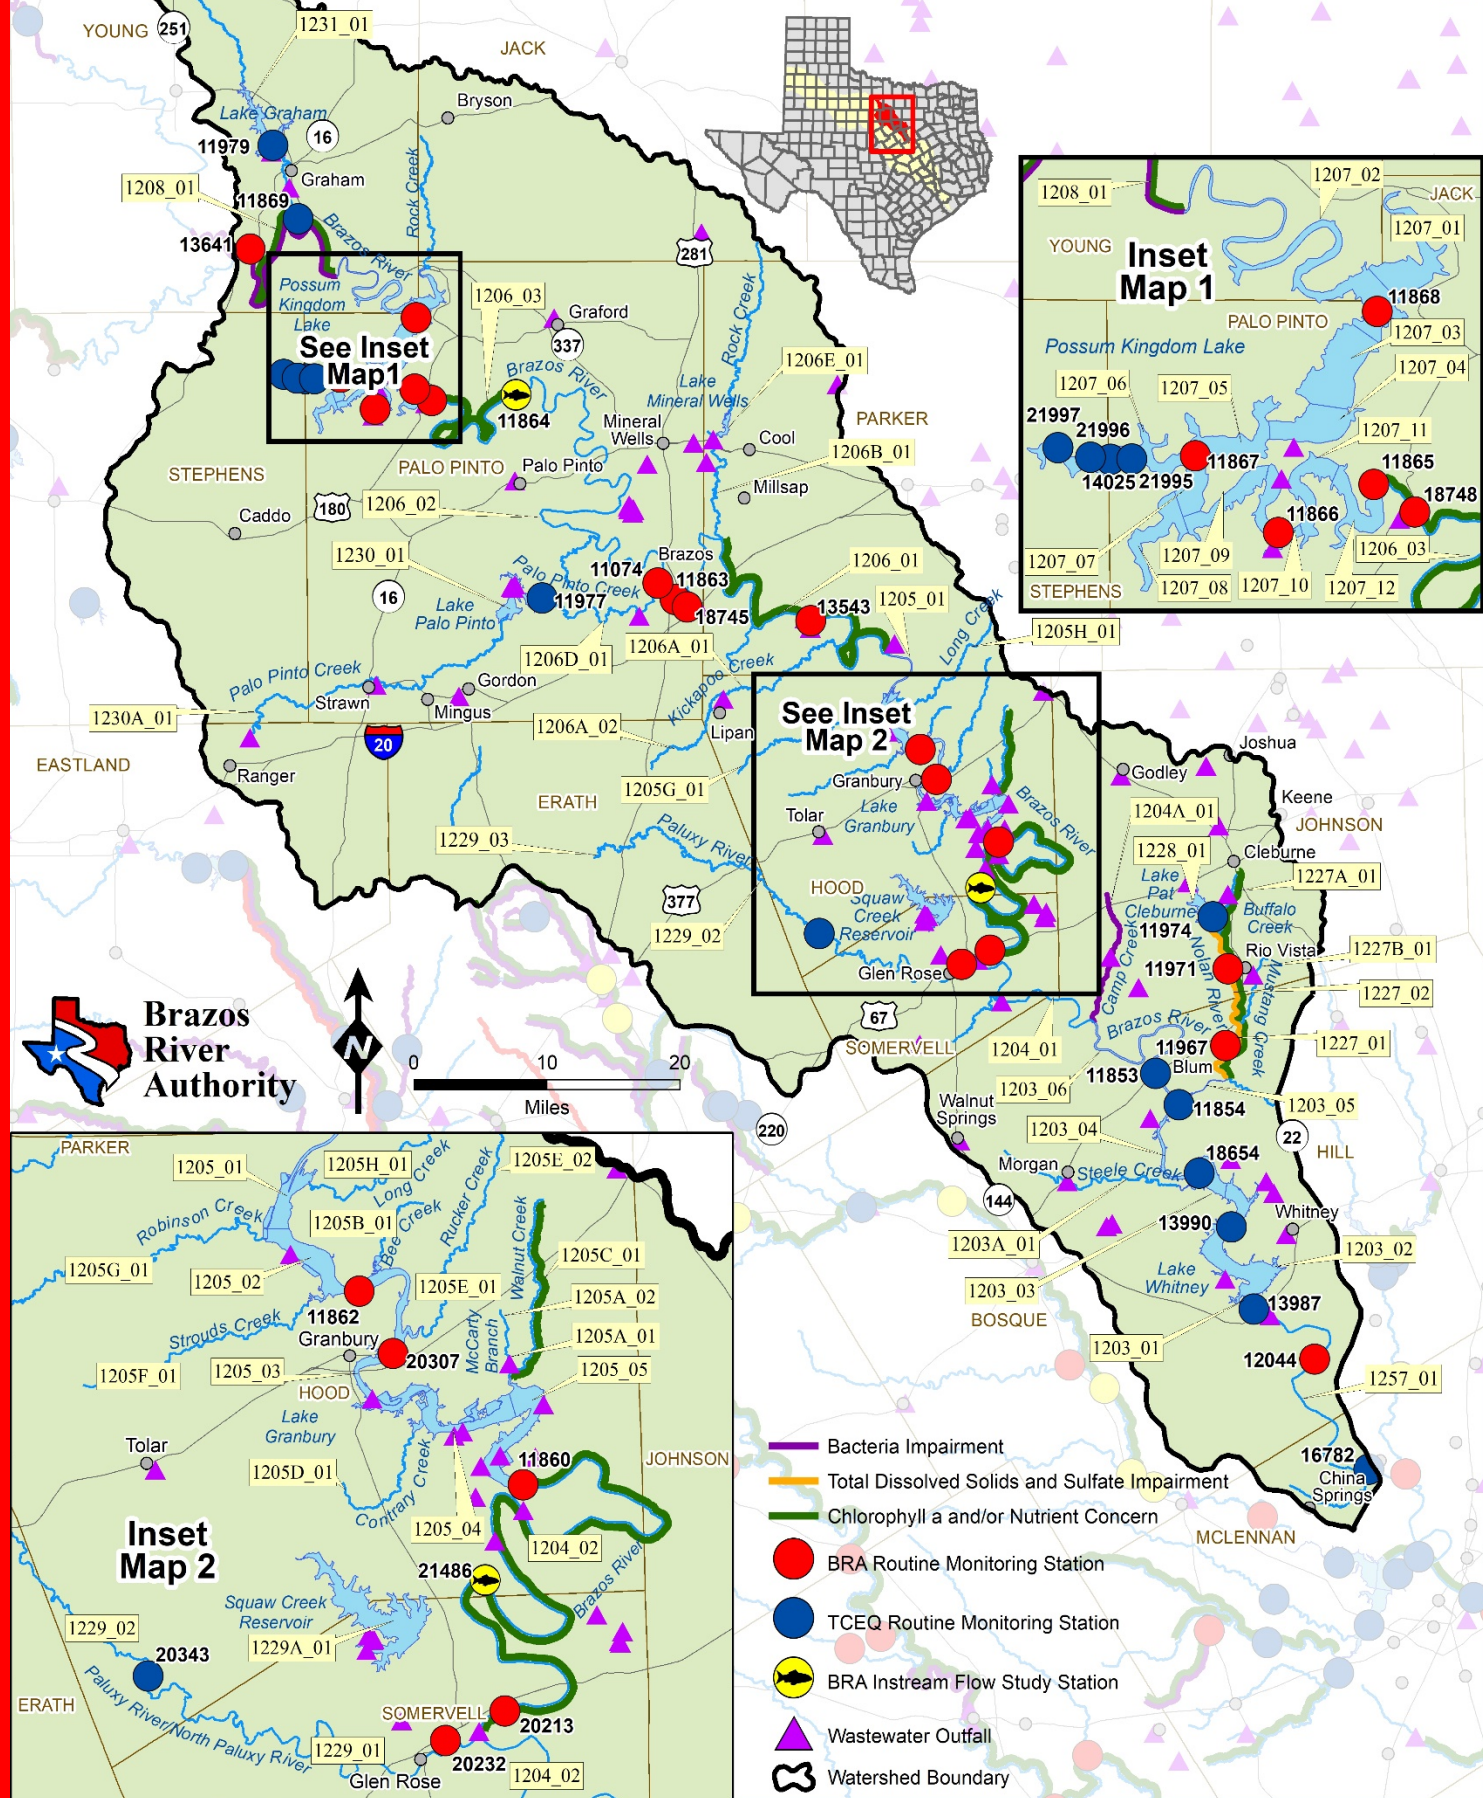 YOUNG
251
1231_01
JACK
Bryson
Lake Graham
16
11979
Graham
1208_01
11869
Rock Creek
Brazos River
13641
281
Possum
Kingdom
Lake
1206_03
Graford
337
See Inset
Map1
Brazos River
11864
Rock Creek
1206E_01
Lake
Mineral Wells
PARKER
Mineral
Wells
Cool
1206B_01
STEPHENS
PALO PINTO
Palo Pinto
Millsap
180
1206_02
Caddo
1230_01
Brazos
11074
11863
1206_01
Palo Pinto Creek
11977
16
18745
13543
1205_01
Lake
Palo Pinto
Long Creek
1205H_01
1206D_01
1206A_01
Palo Pinto Creek
Kickapoo Creek
Gordon
Strawn
Mingus
1230A_01
1206A_02
Lipan
20
EASTLAND
Ranger
1205G_01
ERATH
See Inset
Map 2
Granbury
Tolar
Lake
Granbury
Brazos River
1229_03
Paluxy River
HOOD
377
1229_02
Squaw
Creek
Reservoir
Glen Rose
67
SOMERVELL
Joshua
Godley
Keene
JOHNSON
1204A_01
Cleburne
1228_01
Lake
Pat
Cleburne
1227A_01
11974
Buffalo
Creek
Camp Creek
Nolan River
Rio Vista
1227B_01
11971
Mustang Creek
1227_02
Brazos River
1204_01
11967
1227_01
Blum
11853
1203_06
11854
1203_05
Walnut
Springs
1203_04
22
HILL
18654
Morgan
Steele Creek
144
13990
Whitney
1203A_01
1203_02
Lake
Whitney
1203_03
BOSQUE
13987
1203_01
12044
1257_01
16782
China
Springs
MCLENNAN
220
Brazos
River
Authority
N
0
10
20
Miles
1208_01
1207_02
JACK
1207_01
YOUNG
Inset
Map 1
11868
PALO PINTO
1207_03
Possum Kingdom Lake
1207_04
1207_06
1207_05
21997
21996
1207_11
11867
11865
14025
21995
18748
11866
1206_03
1207_07
1207_09
STEPHENS
1207_08
1207_10
1207_12
PARKER
1205_01
1205H_01
1205E_02
Long Creek
Robinson Creek
1205B_01
Bee Creek
Rucker Creek
Walnut Creek
1205G_01
1205_02
1205E_01
1205C_01
11862
1205A_02
Strouds Creek
Granbury
McCarty
Branch
1205A_01
20307
1205F_01
1205_03
1205_05
HOOD
Lake
Granbury
Tolar
11860
JOHNSON
1205D_01
Contrary Creek
1205_04
Inset
Map 2
1204_02
21486
Brazos River
Squaw Creek
Reservoir
1229_02
1229A_01
20343
ERATH
Paluxy River/North Paluxy River
SOMERVELL
20213
1229_01
20232
Glen Rose
1204_02
Bacteria Impairment
Total Dissolved Solids and Sulfate Impairment
Chlorophyll a and/or Nutrient Concern
BRA Routine Monitoring Station
TCEQ Routine Monitoring Station
BRA Instream Flow Study Station
Wastewater Outfall
Watershed Boundary